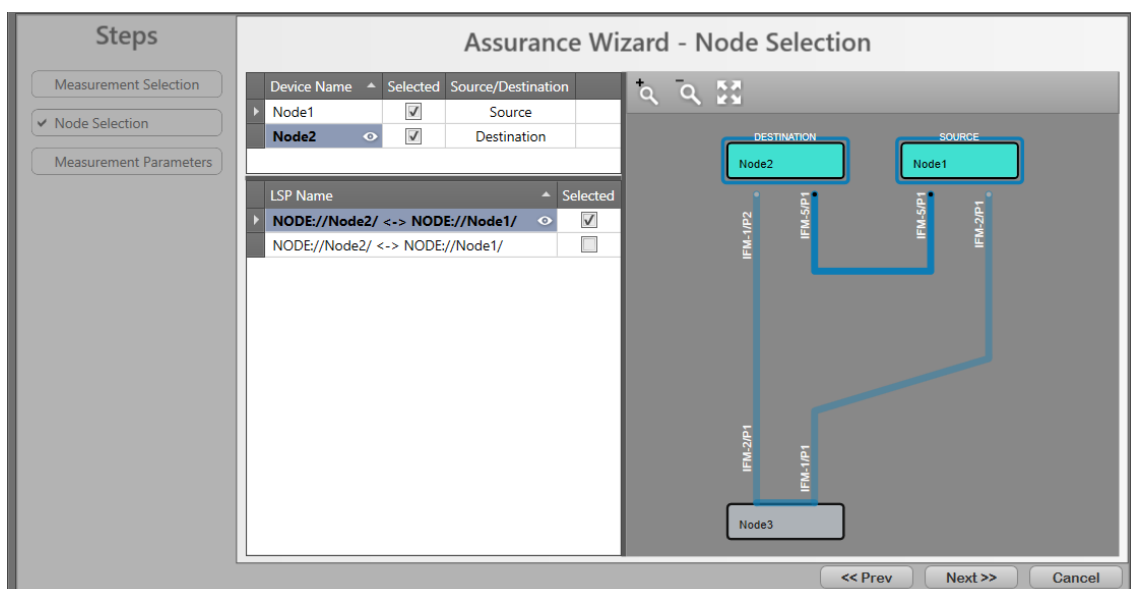 Steps
Measurement Selection
Node Selection
Measurement Parameters
Assurance Wizard - Node Selection
Device Name Selected Source/Destination
Node1 Source
Node2 Destination
LSP Name Selected
NODE://Node2/ <-> NODE://Node1/
NODE://Node2/ <-> NODE://Node1/
DESTINATION SOURCE
Node2 Node1
IFM-1/P2 IFM-5/P1 IFM-5/P1 IFM-2/P1
IFM-2/P1 IFM-1/P1
Node3
<< Prev Next >> Cancel